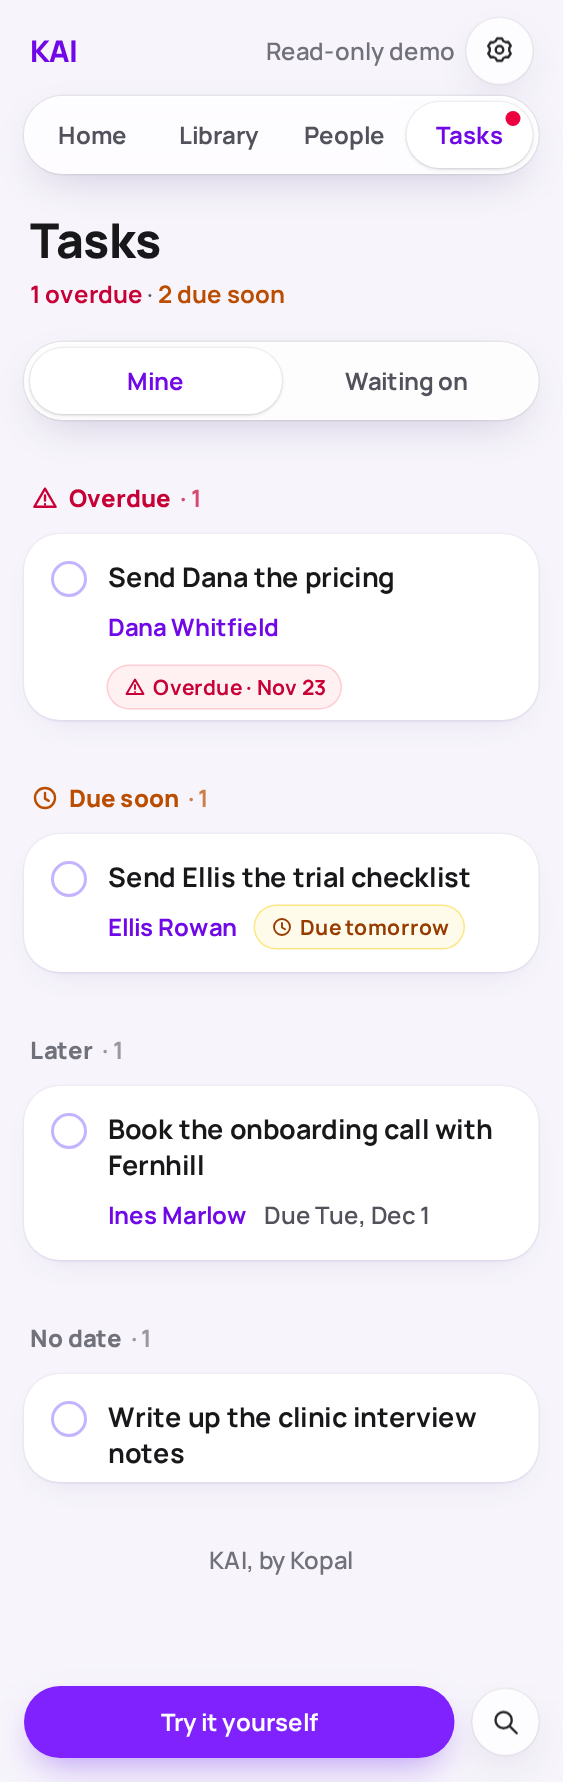 KAI
Read-only demo
Home Library People Tasks
Tasks
1 overdue · 2 due soon
Mine Waiting on
Overdue · 1
Send Dana the pricing
Dana Whitfield
Overdue · Nov 23
Due soon · 1
Send Ellis the trial checklist
Ellis Rowan Due tomorrow
Later · 1
Book the onboarding call with
Fernhill
Ines Marlow Due Tue, Dec 1
No date · 1
Write up the clinic interview
notes
KAI, by Kopal
Try it yourself